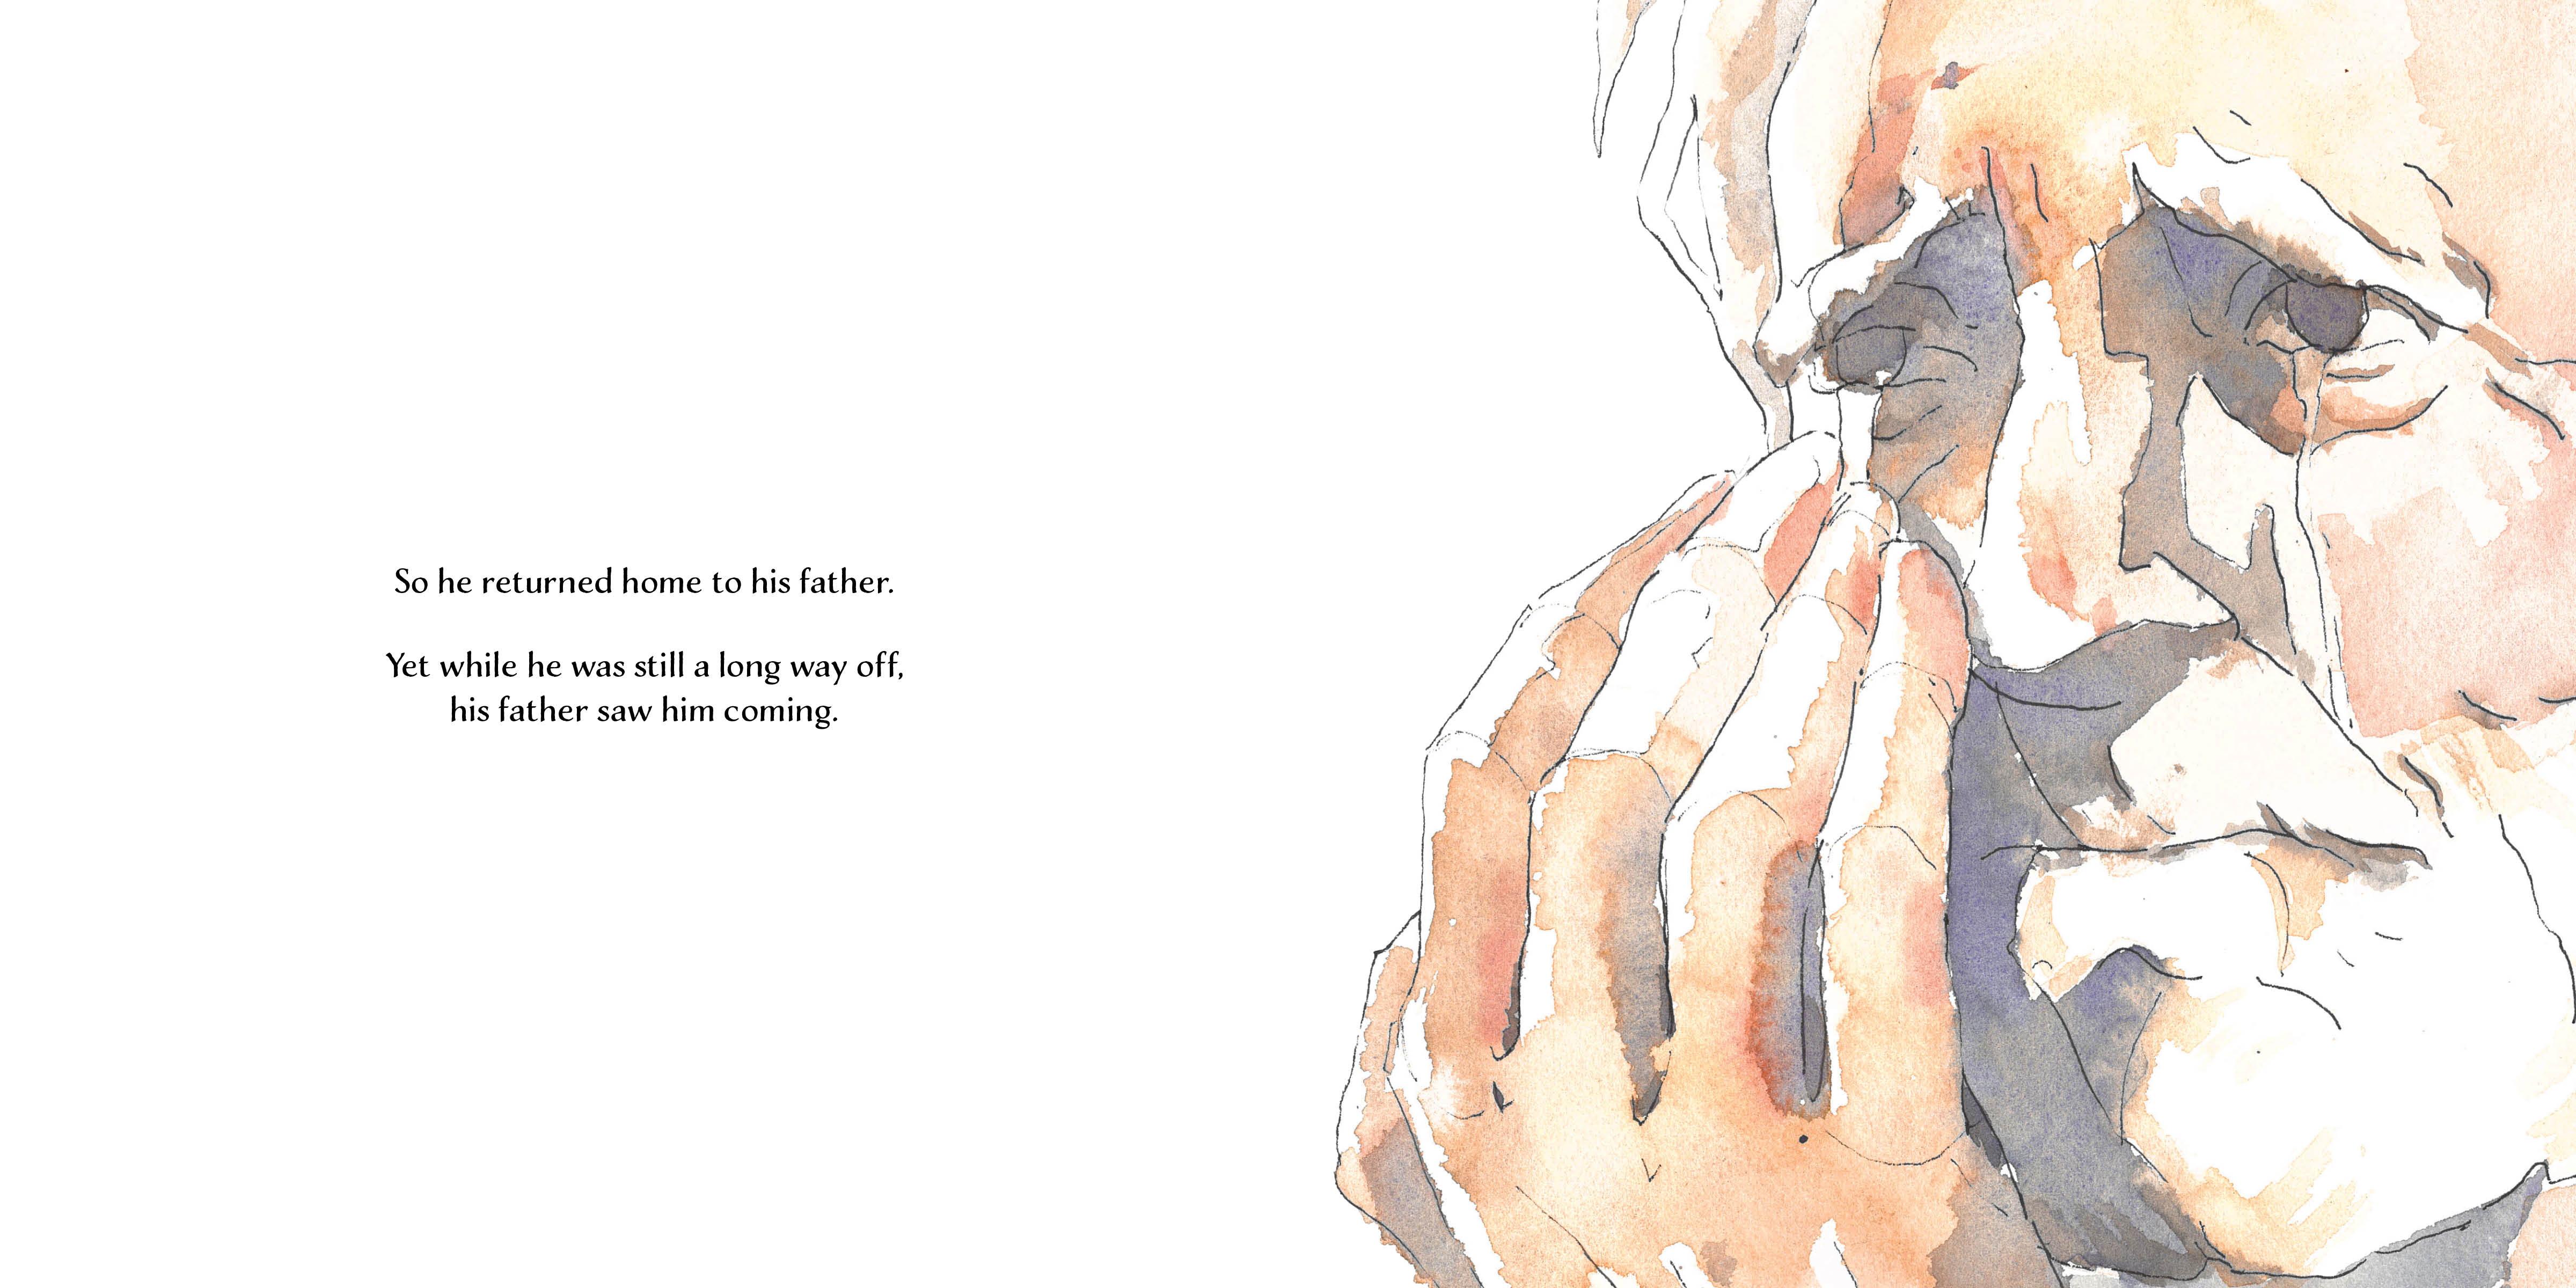 So he returned home to his father.
Yet while he was still a long way off,
his father saw him coming.